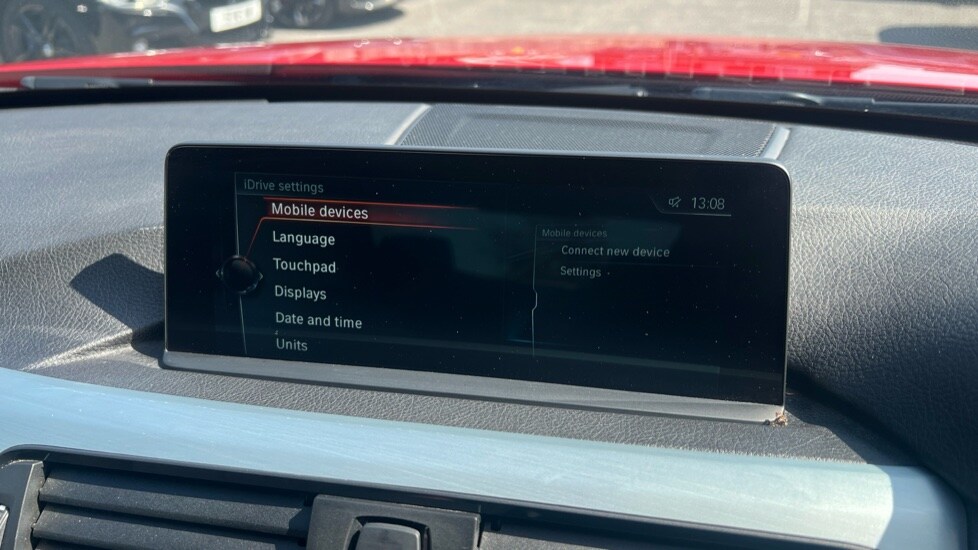 iDrive settings
13:08
Mobile devices
Language
Touchpad
Displays
Date and time
Units
Mobile devices
Connect new device
Settings